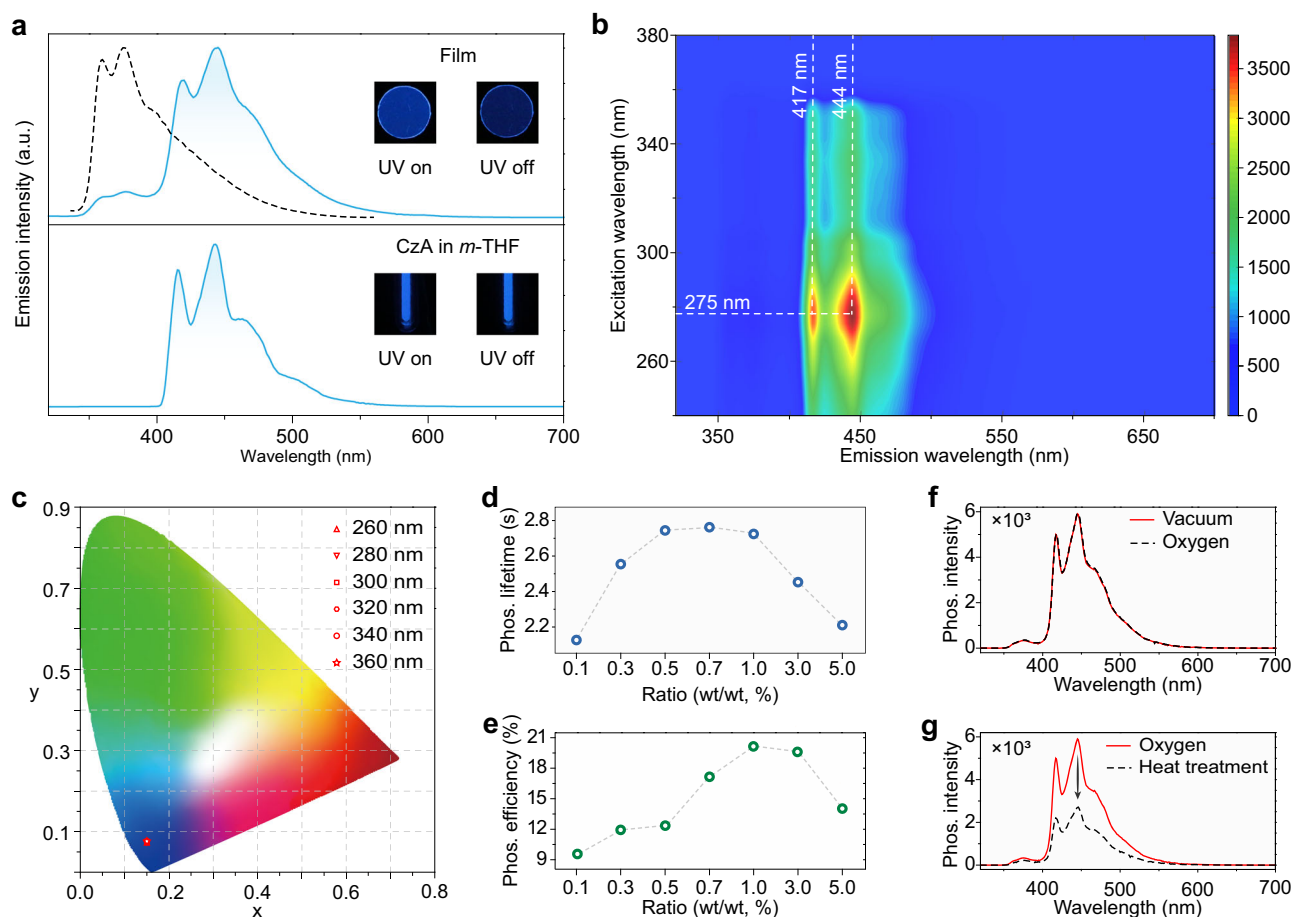 a
Emission intensity (a.u.)
Film
UV on
UV off
CzA in m-THF
UV on
UV off
400
500
600
700
Wavelength (nm)
b
Excitation wavelength (nm)
380
340
300
260
417 nm
444 nm
275 nm
350
450
550
650
Emission wavelength (nm)
3500
3000
2500
2000
1500
1000
500
0
c
y
0.9
0.7
0.5
0.3
0.1
260 nm
280 nm
300 nm
320 nm
340 nm
360 nm
0.0
0.2
0.4
0.6
0.8
x
d
Phos. lifetime (s)
2.8
2.6
2.4
2.2
0.1
0.3
0.5
0.7
1.0
3.0
5.0
Ratio (wt/wt, %)
e
Phos. efficiency (%)
21
18
15
12
9
0.1
0.3
0.5
0.7
1.0
3.0
5.0
Ratio (wt/wt, %)
f
Phos. intensity
6
4
2
0
×10³
Vacuum
Oxygen
400
500
600
700
Wavelength (nm)
g
Phos. intensity
6
4
2
0
×10³
Oxygen
Heat treatment
400
500
600
700
Wavelength (nm)